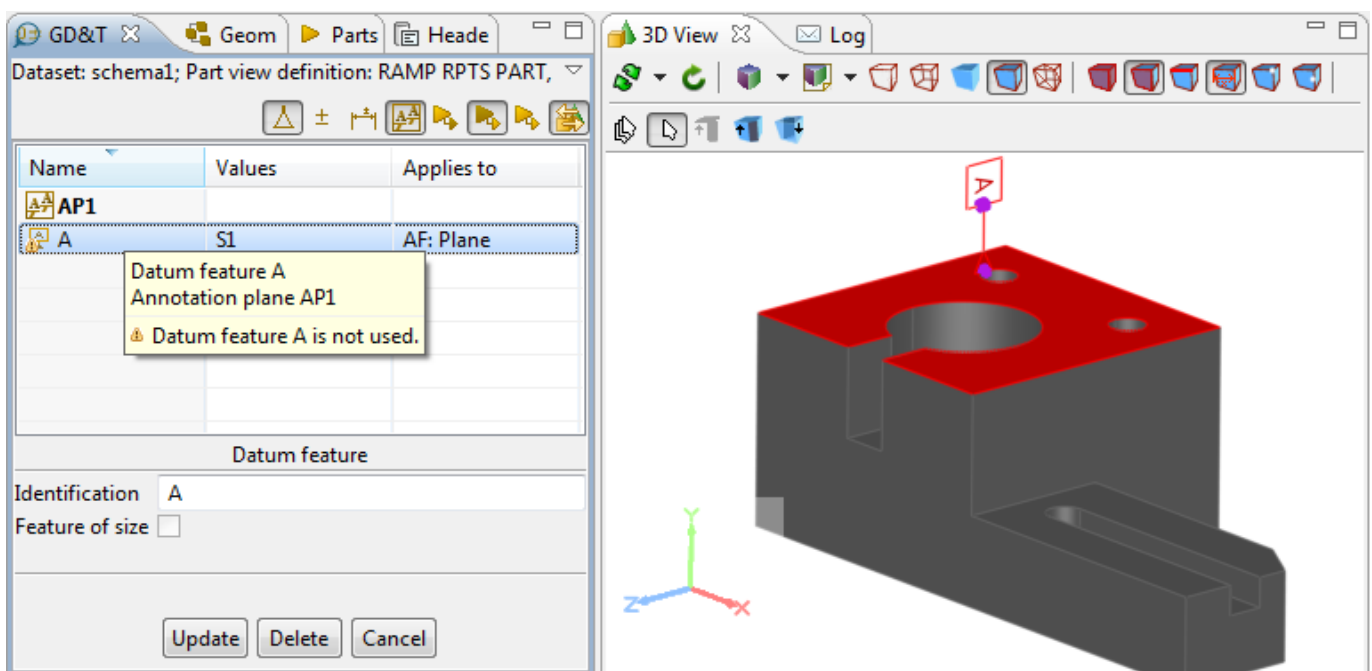 GD&T Geom Parts Heade
Dataset: schema1; Part view definition: RAMP RPTS PART,
Name Values Applies to
AP1
A S1 AF: Plane
Datum feature A
Annotation plane AP1
Datum feature A is not used.
Datum feature
Identification A
Feature of size
Update Delete Cancel
3D View Log
A
Y
Z X